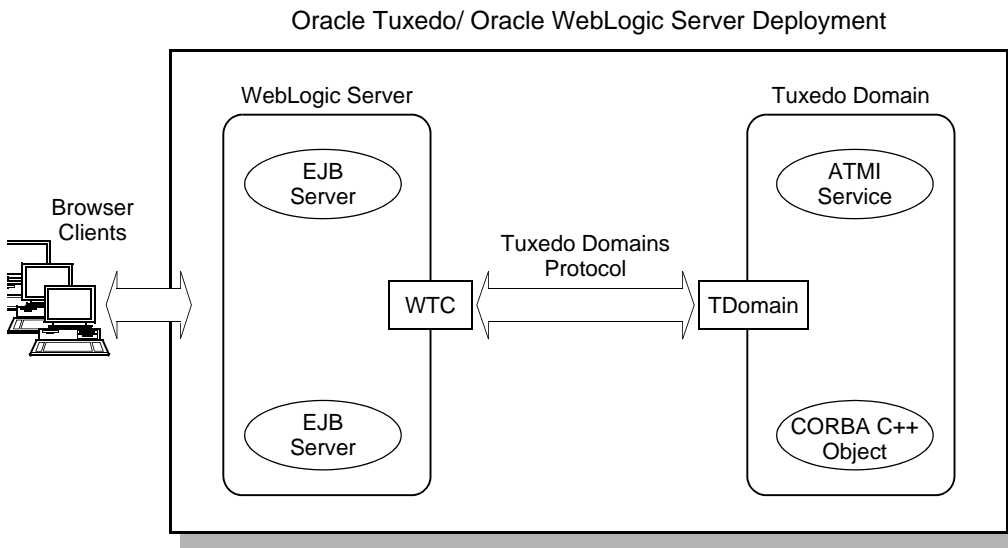 Oracle Tuxedo/ Oracle WebLogic Server Deployment
WebLogic Server
Tuxedo Domain
EJB
Server
ATMI
Service
Browser
Clients
Tuxedo Domains
Protocol
WTC
TDomain
EJB
Server
CORBA C++
Object